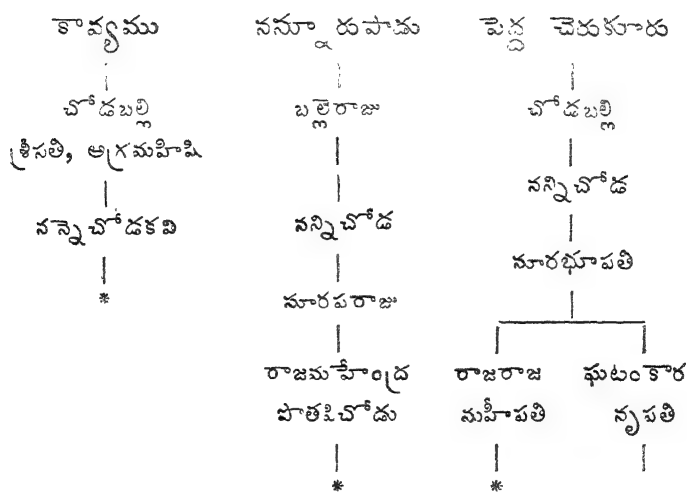 కావ్యము నన్నూరుపాడు పెద్ద చెరుకూరు
చోడబల్లి బల్లెరాజు చోడబల్లి
శ్రీసతి, అగ్రమహిషి
నన్నిచోడ
నన్నెచోడకవి నన్నిచోడ
నూరభూపతి
* నూరపరాజు
రాజమహేంద్ర రాజరాజ ఘటంకార
పొతపిచోడు మహీపతి నృపతి
* *